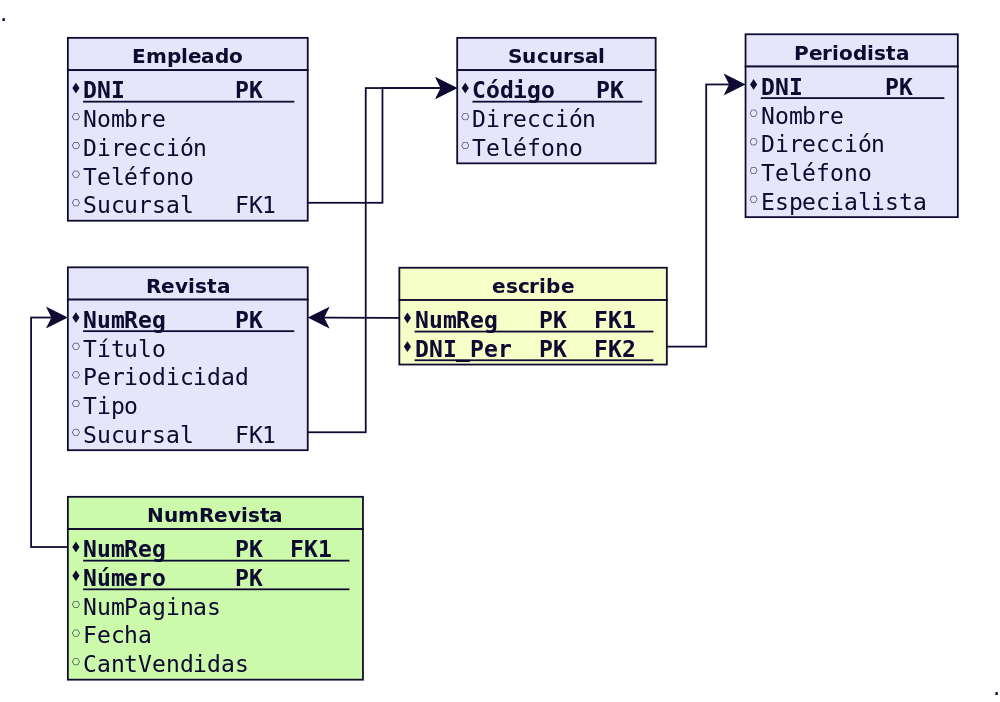 .
Empleado
DNI PK
Nombre
Dirección
Teléfono
Sucursal FK1
Sucursal
Código PK
Dirección
Teléfono
Periodista
DNI PK
Nombre
Dirección
Teléfono
Especialista
Revista
NumReg PK
Título
Periodicidad
Tipo
Sucursal FK1
escribe
NumReg PK FK1
DNI_Per PK FK2
NumRevista
NumReg PK FK1
Número PK
NumPaginas
Fecha
CantVendidas
.